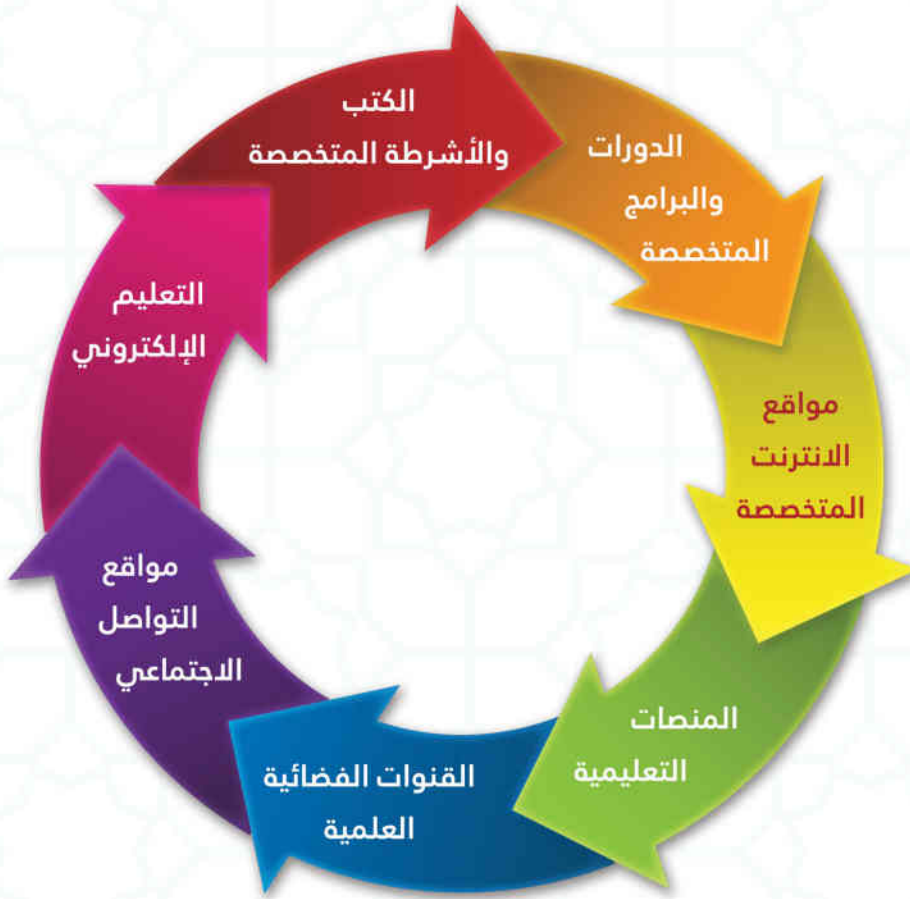 الكتب
والأشرطة المتخصصة
الدورات
والبرامج
المتخصصة
مواقع
الانترنت
المتخصصة
المنصات
التعليمية
القنوات الفضائية
العلمية
مواقع
التواصل
الاجتماعي
التعليم
الإلكتروني